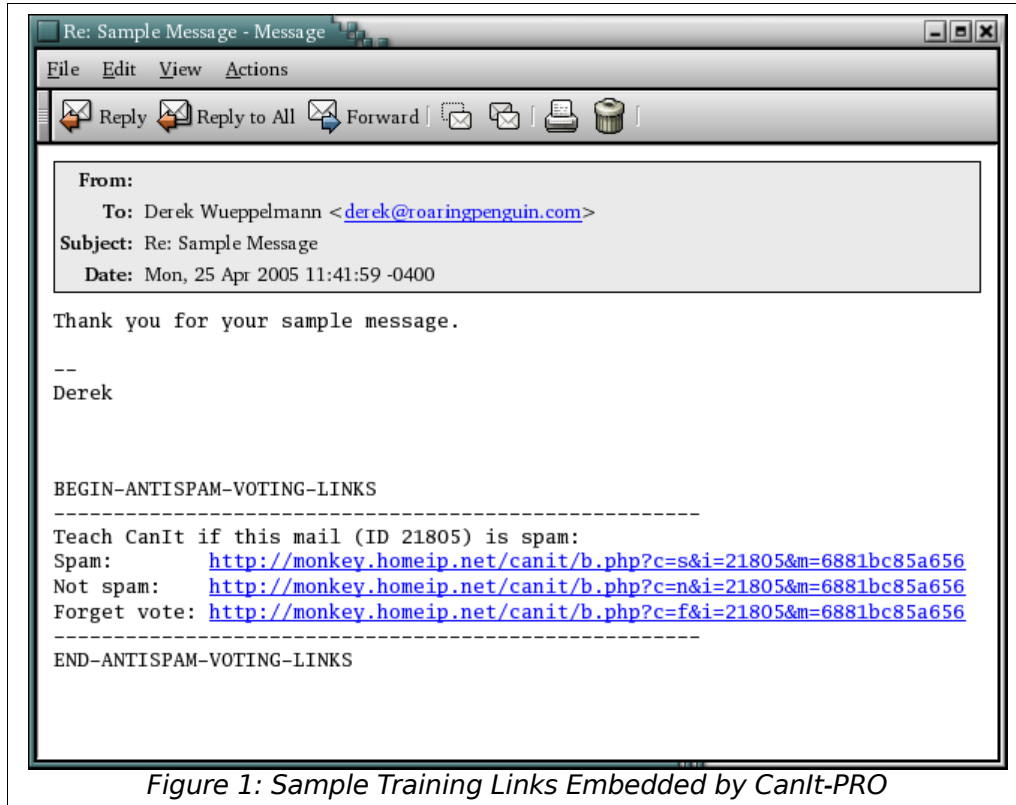 Re: Sample Message - Message
File Edit View Actions
Reply Reply to All Forward
From:
To: Derek Wueppelmann <derek@roaringpenguin.com>
Subject: Re: Sample Message
Date: Mon, 25 Apr 2005 11:41:59 -0400
Thank you for your sample message.
--
Derek
BEGIN-ANTISPAM-VOTING-LINKS
------------------------------------------------------
Teach CanIt if this mail (ID 21805) is spam:
Spam: http://monkey.homeip.net/canit/b.php?c=s&i=21805&m=6881bc85a656
Not spam: http://monkey.homeip.net/canit/b.php?c=n&i=21805&m=6881bc85a656
Forget vote: http://monkey.homeip.net/canit/b.php?c=f&i=21805&m=6881bc85a656
------------------------------------------------------
END-ANTISPAM-VOTING-LINKS
Figure 1: Sample Training Links Embedded by CanIt-PRO